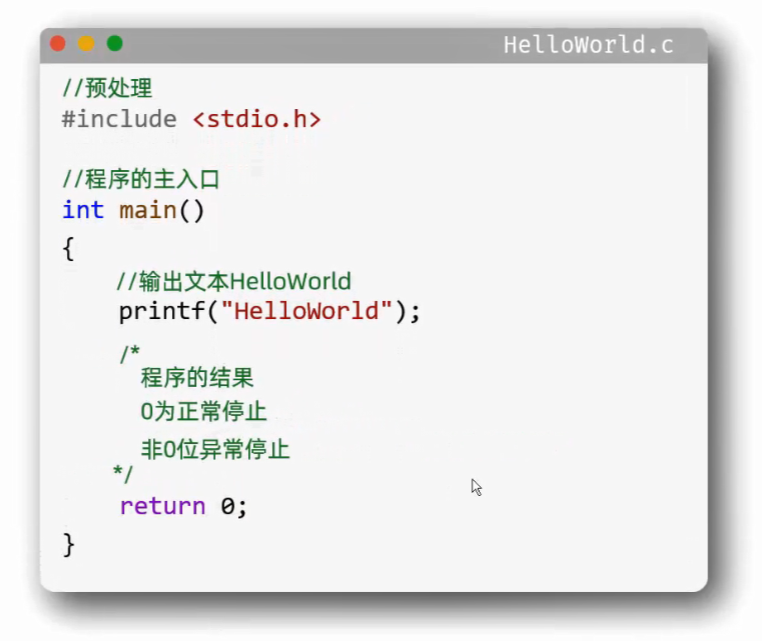 HelloWorld.c
//预处理
#include <stdio.h>
//程序的主入口
int main()
{
//输出文本HelloWorld
printf("HelloWorld");
/*
程序的结果
0为正常停止
非0位异常停止
*/
return 0;
}